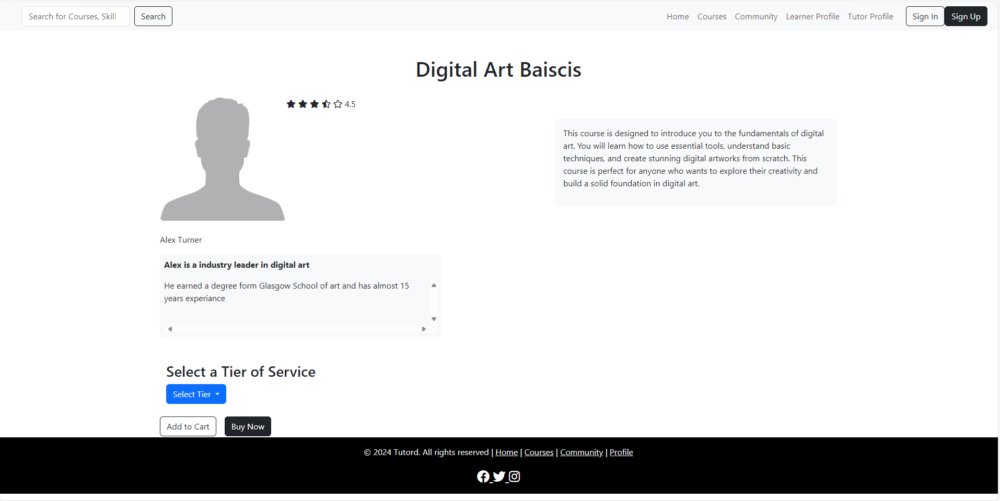 Search for Courses, Skill
Search
Home
Courses
Community
Learner Profile
Tutor Profile
Sign In
Sign Up
Digital Art Baiscis
4.5
This course is designed to introduce you to the fundamentals of digital
art. You will learn how to use essential tools, understand basic
techniques, and create stunning digital artworks from scratch. This
course is perfect for anyone who wants to explore their creativity and
build a solid foundation in digital art.
Alex Turner
Alex is a industry leader in digital art
He earned a degree form Glasgow School of art and has almost 15
years experiance
Select a Tier of Service
Select Tier
Add to Cart
Buy Now
© 2024 Tutord. All rights reserved | Home | Courses | Community | Profile